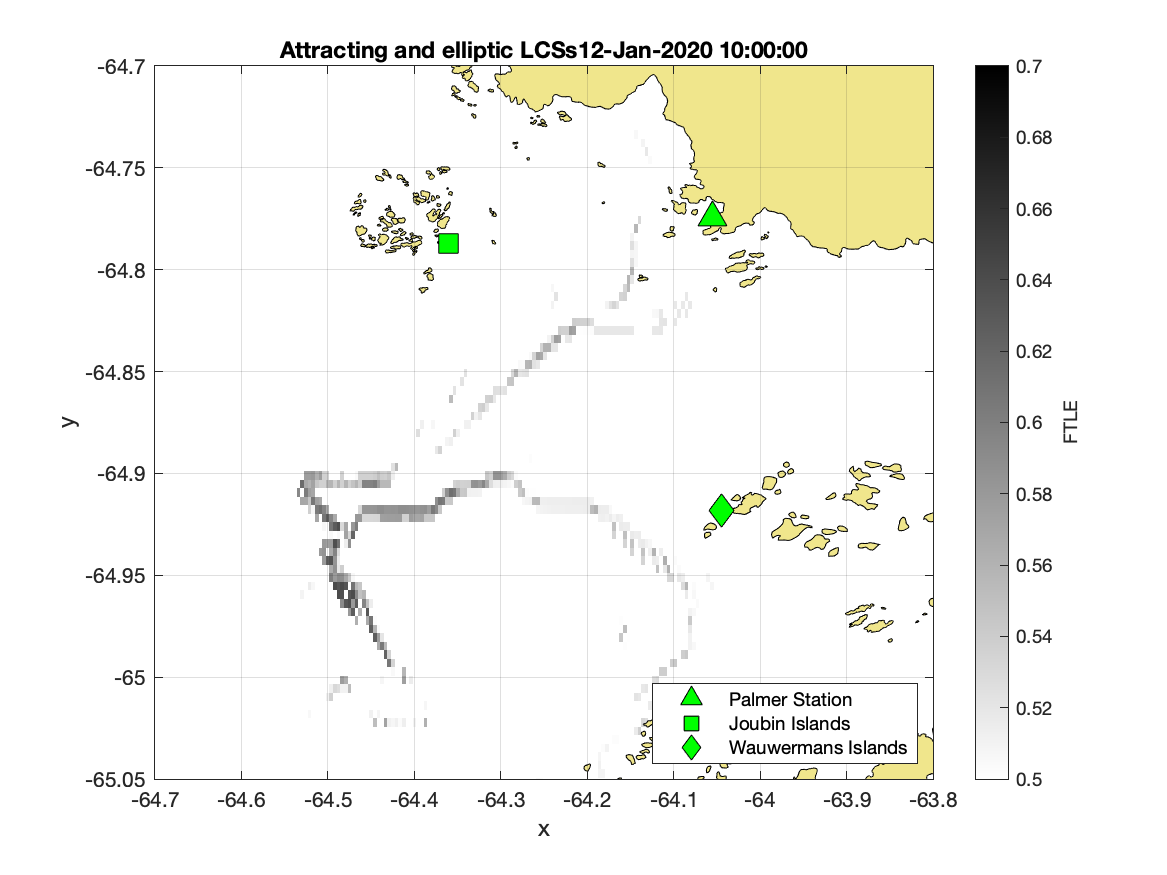 Attracting and elliptic LCSs12-Jan-2020 10:00:00
-64.7
-64.75
-64.8
-64.85
-64.9
-64.95
-65
-65.05
y
-64.7 -64.6 -64.5 -64.4 -64.3 -64.2 -64.1 -64 -63.9 -63.8
x
Palmer Station
Joubin Islands
Wauwermans Islands
0.7
0.68
0.66
0.64
0.62
0.6
0.58
0.56
0.54
0.52
0.5
FTLE